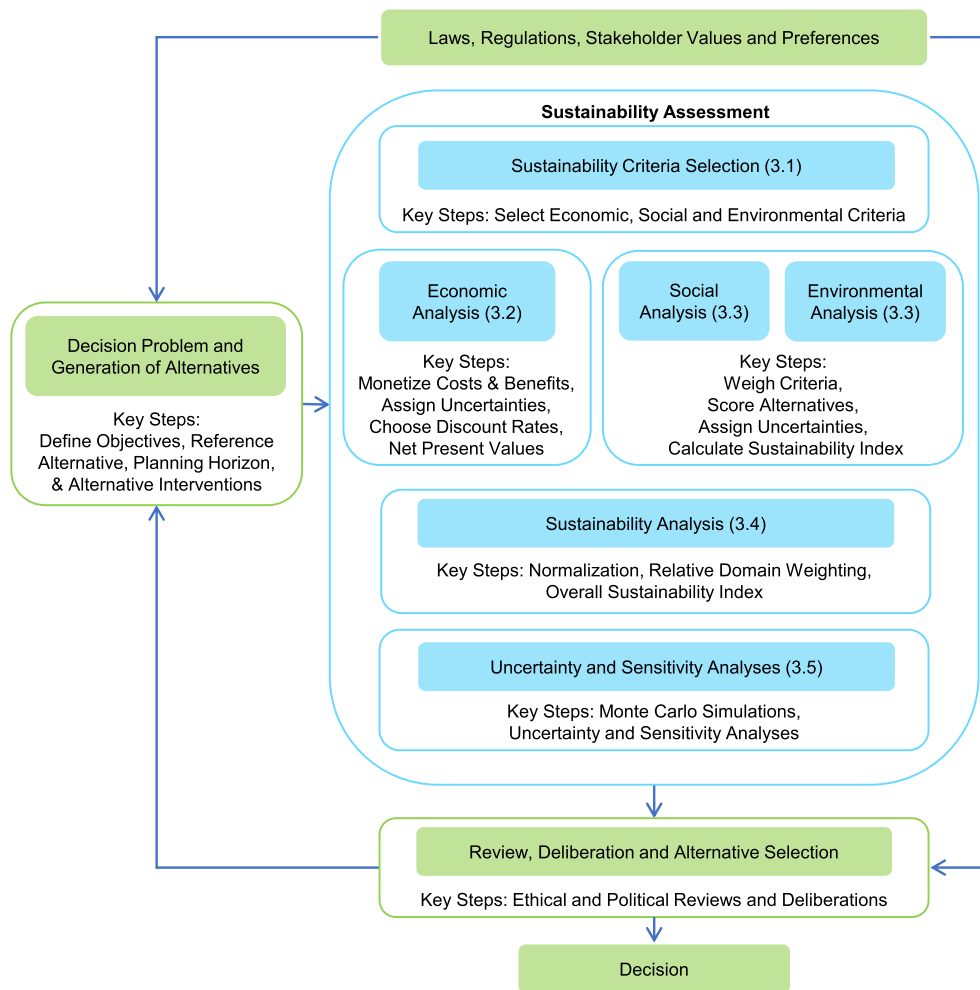 Laws, Regulations, Stakeholder Values and Preferences
Sustainability Assessment
Sustainability Criteria Selection (3.1)
Key Steps: Select Economic, Social and Environmental Criteria
Economic
Analysis (3.2)
Key Steps:
Monetize Costs & Benefits,
Assign Uncertainties,
Choose Discount Rates,
Net Present Values
Social
Analysis (3.3)
Environmental
Analysis (3.3)
Key Steps:
Weigh Criteria,
Score Alternatives,
Assign Uncertainties,
Calculate Sustainability Index
Decision Problem and
Generation of Alternatives
Key Steps:
Define Objectives, Reference
Alternative, Planning Horizon,
& Alternative Interventions
Sustainability Analysis (3.4)
Key Steps: Normalization, Relative Domain Weighting,
Overall Sustainability Index
Uncertainty and Sensitivity Analyses (3.5)
Key Steps: Monte Carlo Simulations,
Uncertainty and Sensitivity Analyses
Review, Deliberation and Alternative Selection
Key Steps: Ethical and Political Reviews and Deliberations
Decision